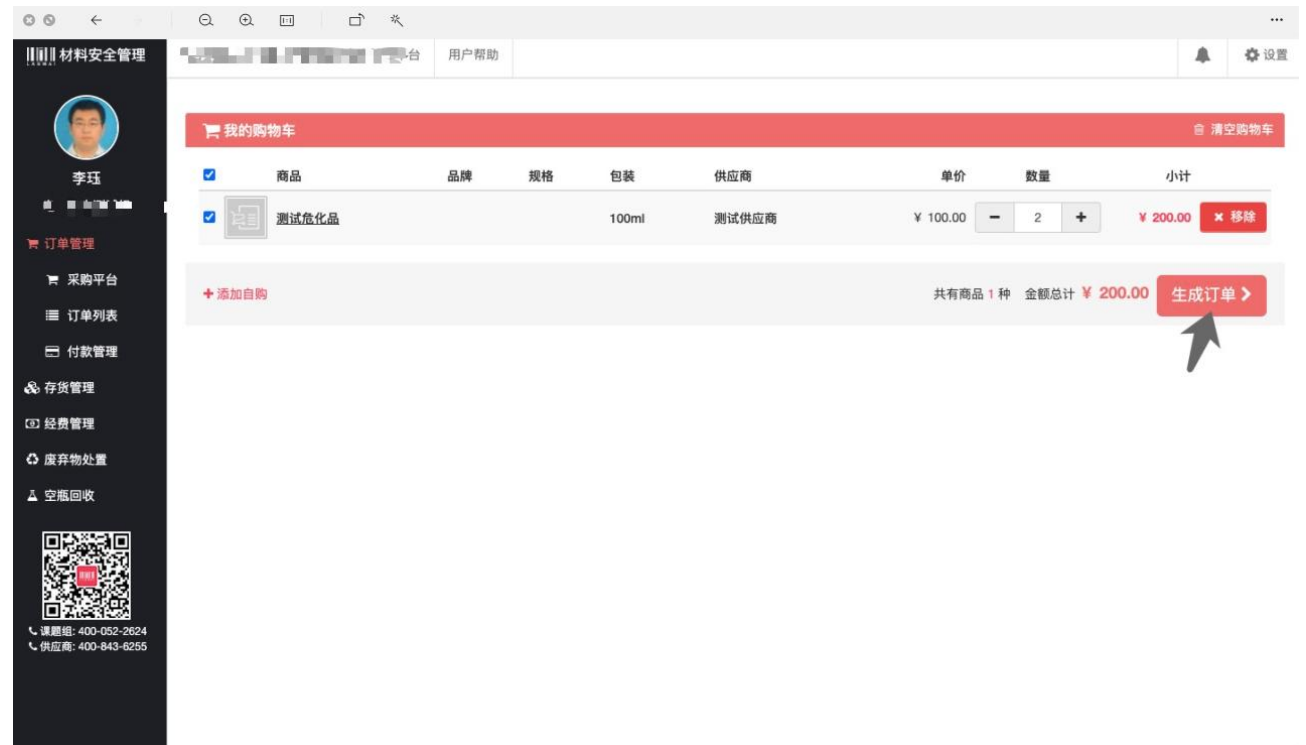 材料安全管理
LABMAI
台 用户帮助 设置
李珏
订单管理
采购平台
订单列表
付款管理
存货管理
经费管理
废弃物处置
空瓶回收
课题组: 400-052-2624
供应商: 400-843-6255
我的购物车 清空购物车
商品 品牌 规格 包装 供应商 单价 数量 小计
测试危化品 100ml 测试供应商 ¥ 100.00 − 2 + ¥ 200.00 × 移除
+ 添加自购 共有商品 1 种 金额总计 ¥ 200.00 生成订单